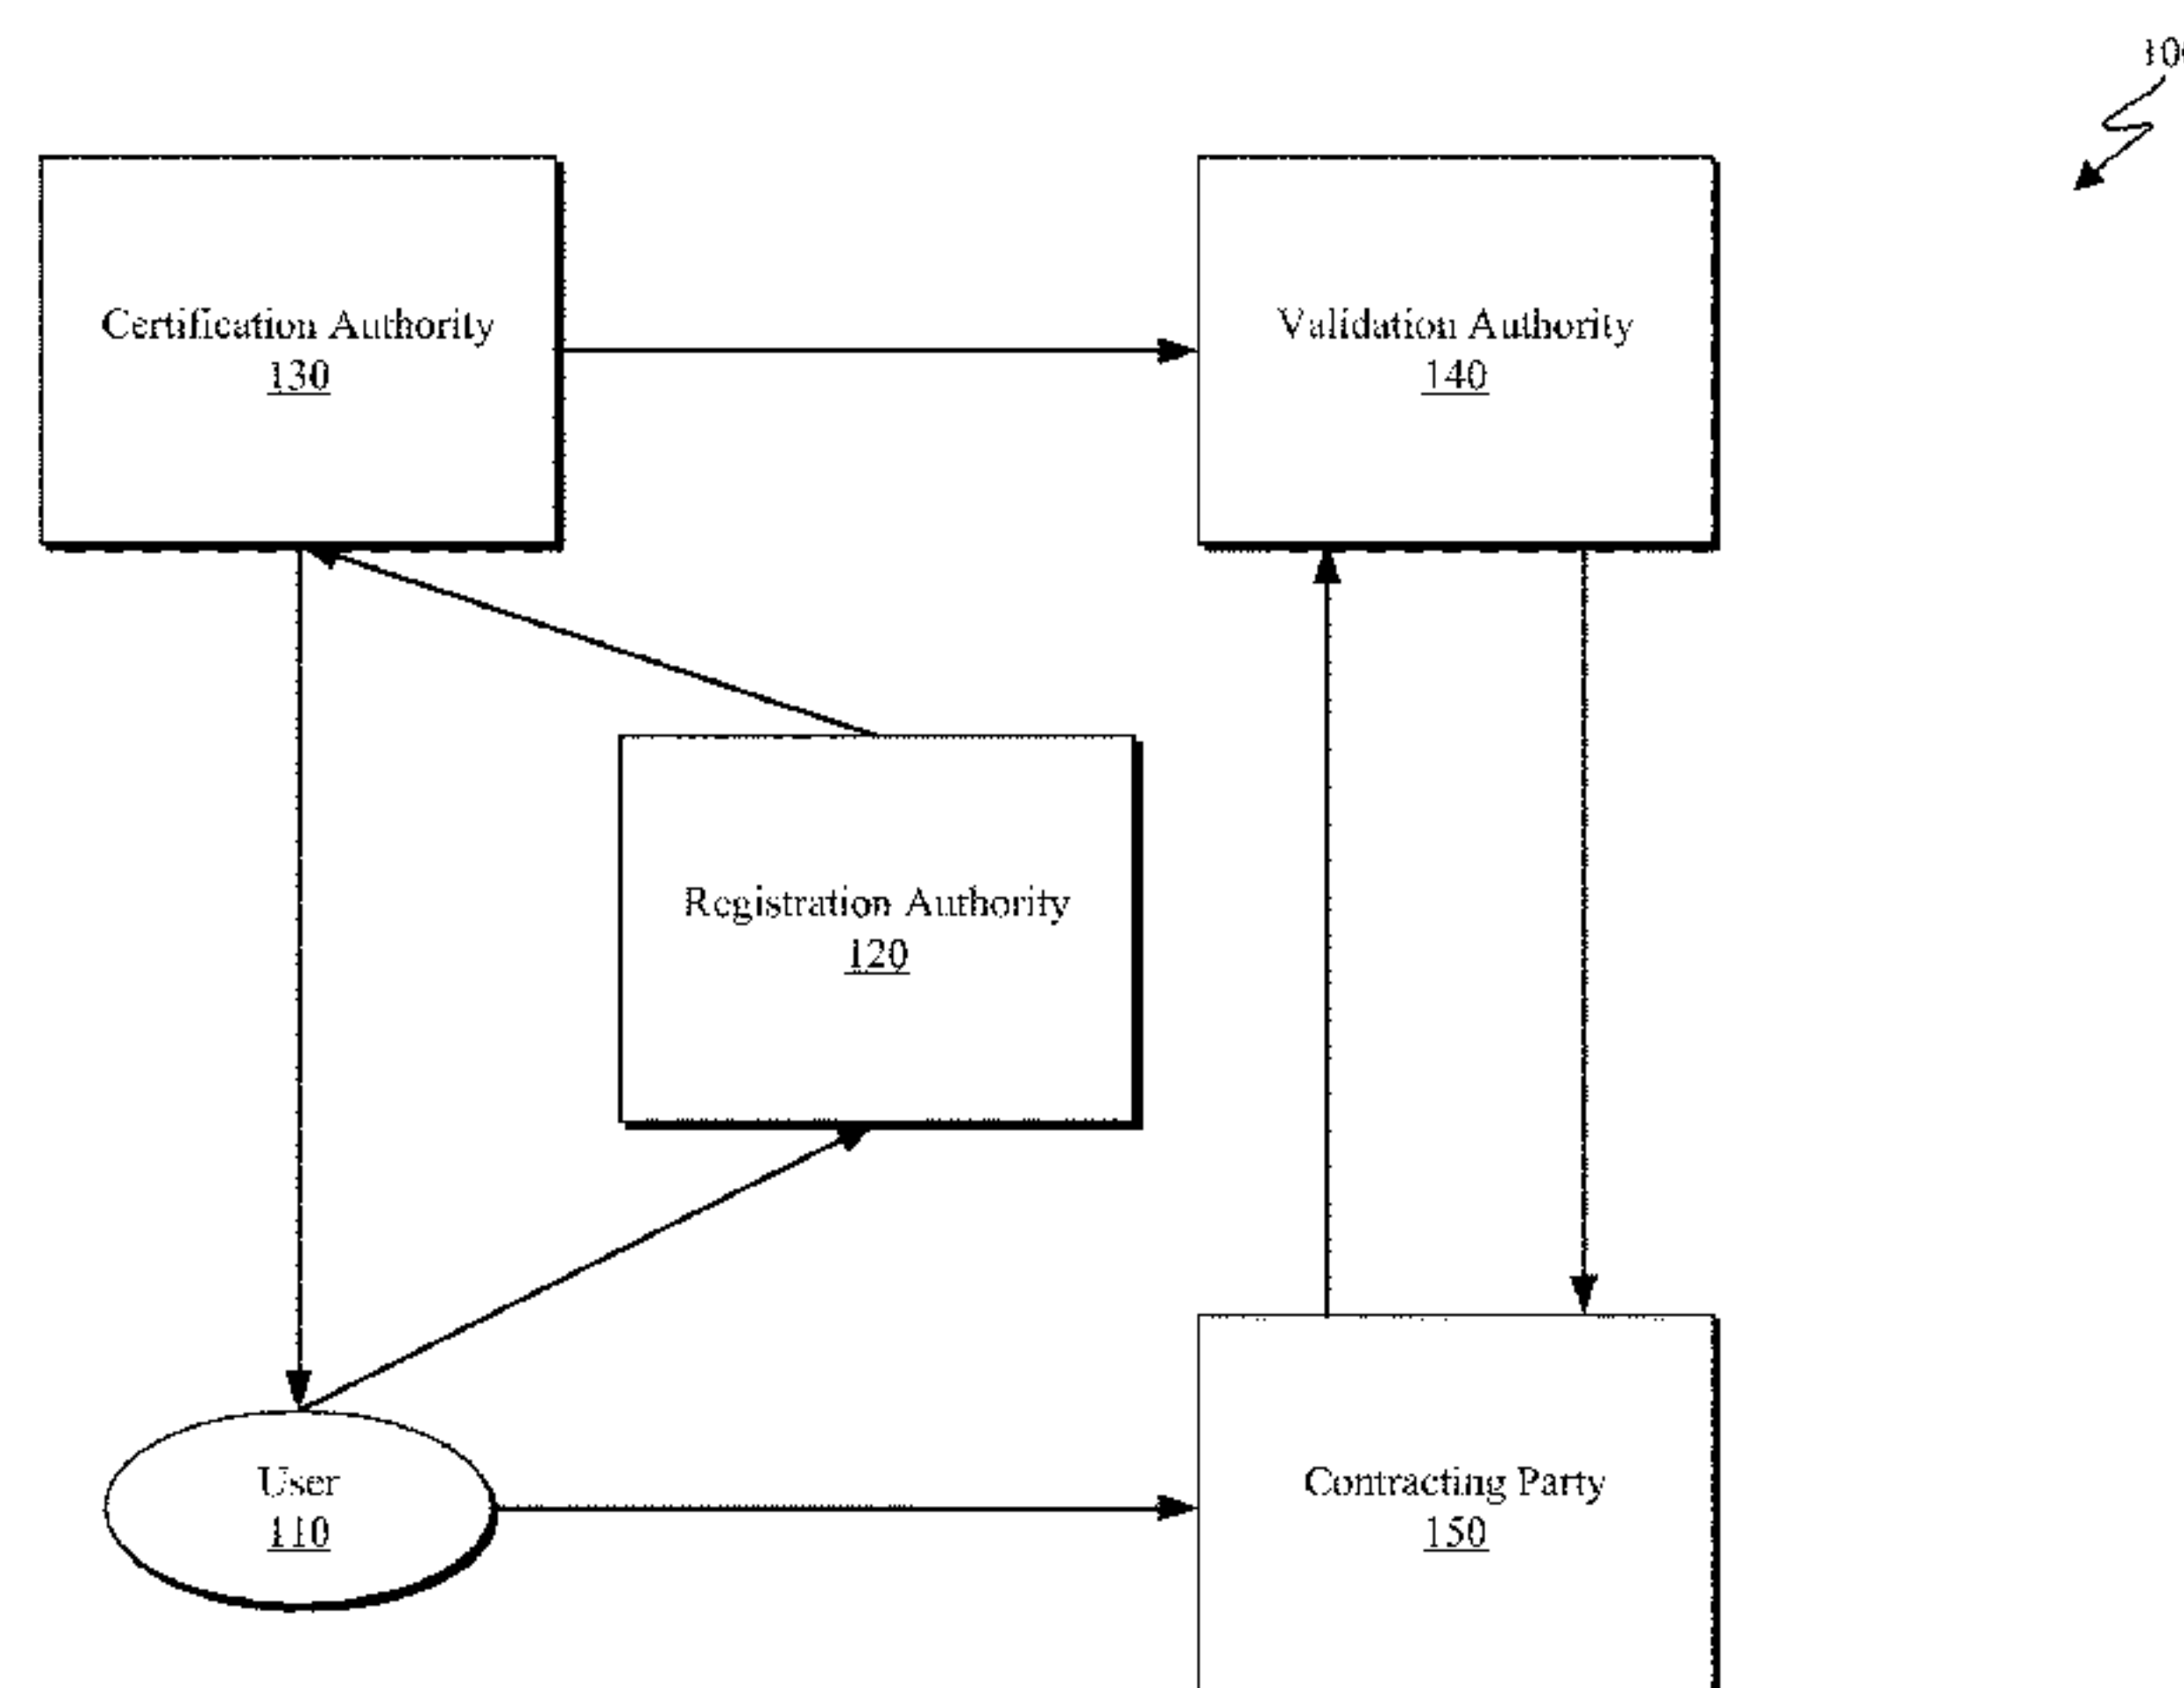 Certification Authority
130
Validation Authority
140
Registration Authority
120
User
110
Contracting Party
150